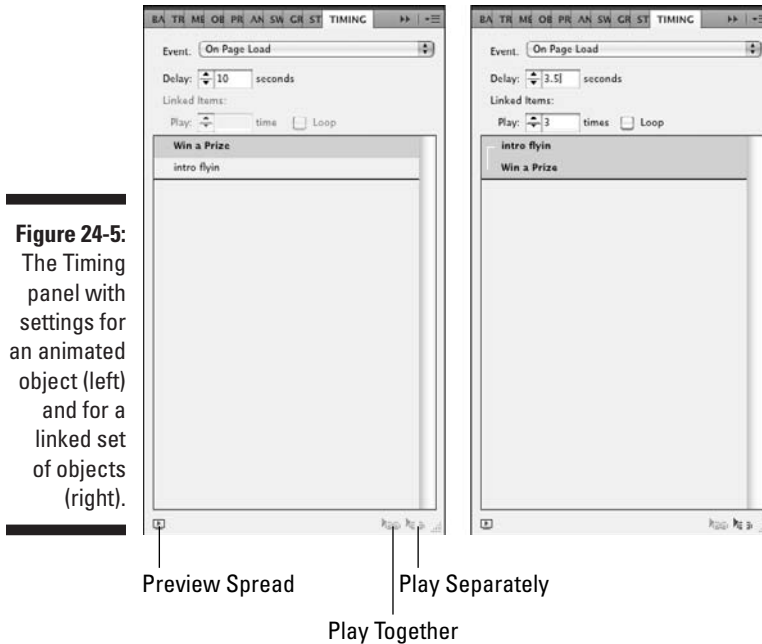 BA TR ME OB PR AN SW GR ST TIMING
Event: On Page Load
Delay: 10 seconds
Linked Items:
Play: time Loop
Win a Prize
intro flyin
BA TR ME OB PR AN SW GR ST TIMING
Event: On Page Load
Delay: 3.5 seconds
Linked Items:
Play: 3 times Loop
intro flyin
Win a Prize
Figure 24-5:
The Timing
panel with
settings for
an animated
object (left)
and for a
linked set
of objects
(right).
Preview Spread
Play Separately
Play Together